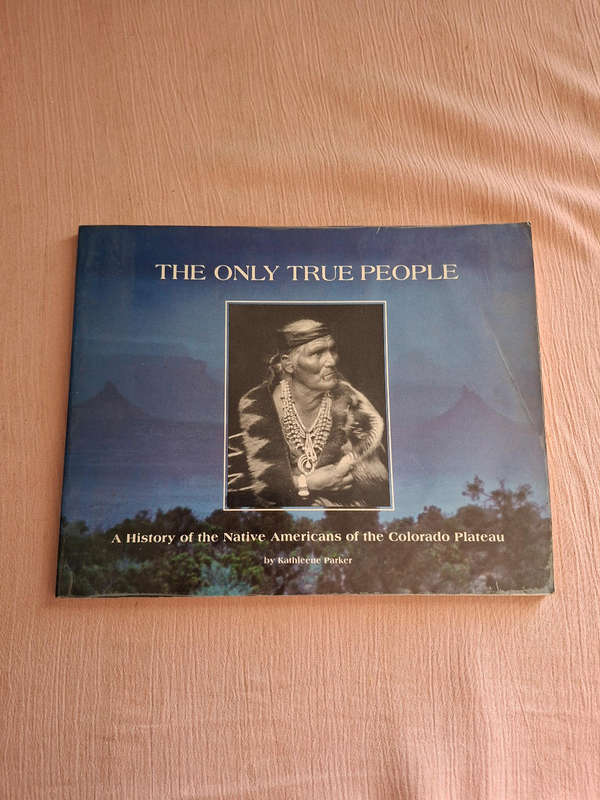 THE ONLY TRUE PEOPLE
A History of the Native Americans of the Colorado Plateau
by Kathleene Parker